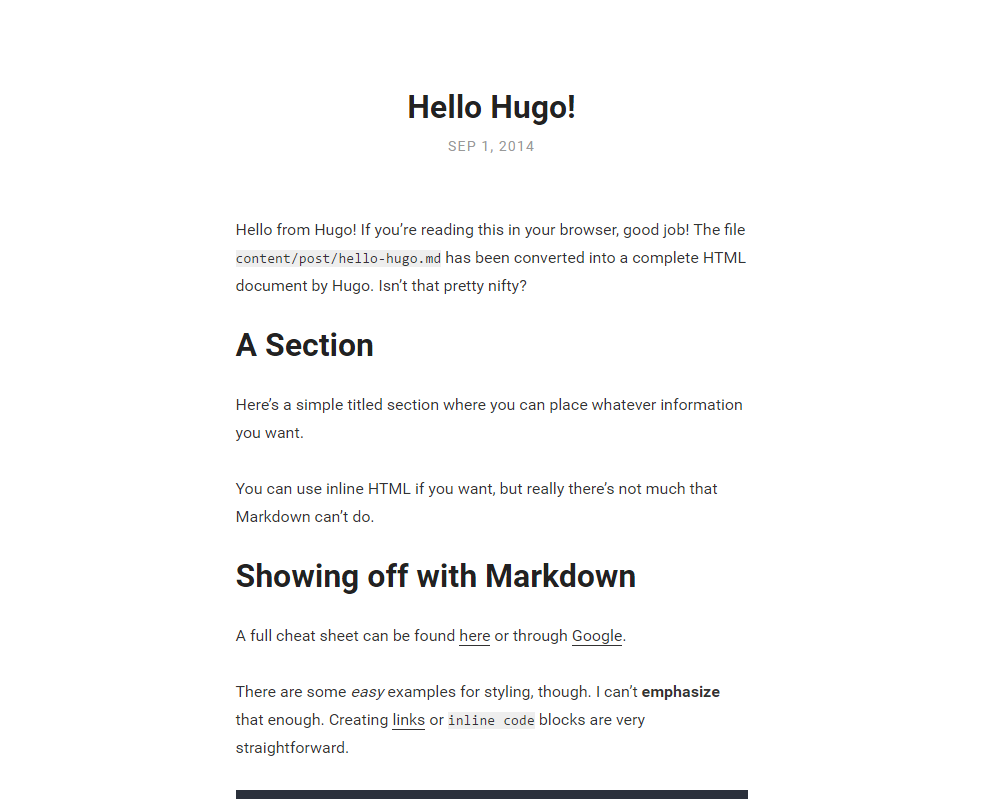 Hello Hugo!
SEP 1, 2014
Hello from Hugo! If you’re reading this in your browser, good job! The file
content/post/hello-hugo.md has been converted into a complete HTML
document by Hugo. Isn’t that pretty nifty?
A Section
Here’s a simple titled section where you can place whatever information
you want.
You can use inline HTML if you want, but really there’s not much that
Markdown can’t do.
Showing off with Markdown
A full cheat sheet can be found here or through Google.
There are some easy examples for styling, though. I can’t emphasize
that enough. Creating links or inline code blocks are very
straightforward.